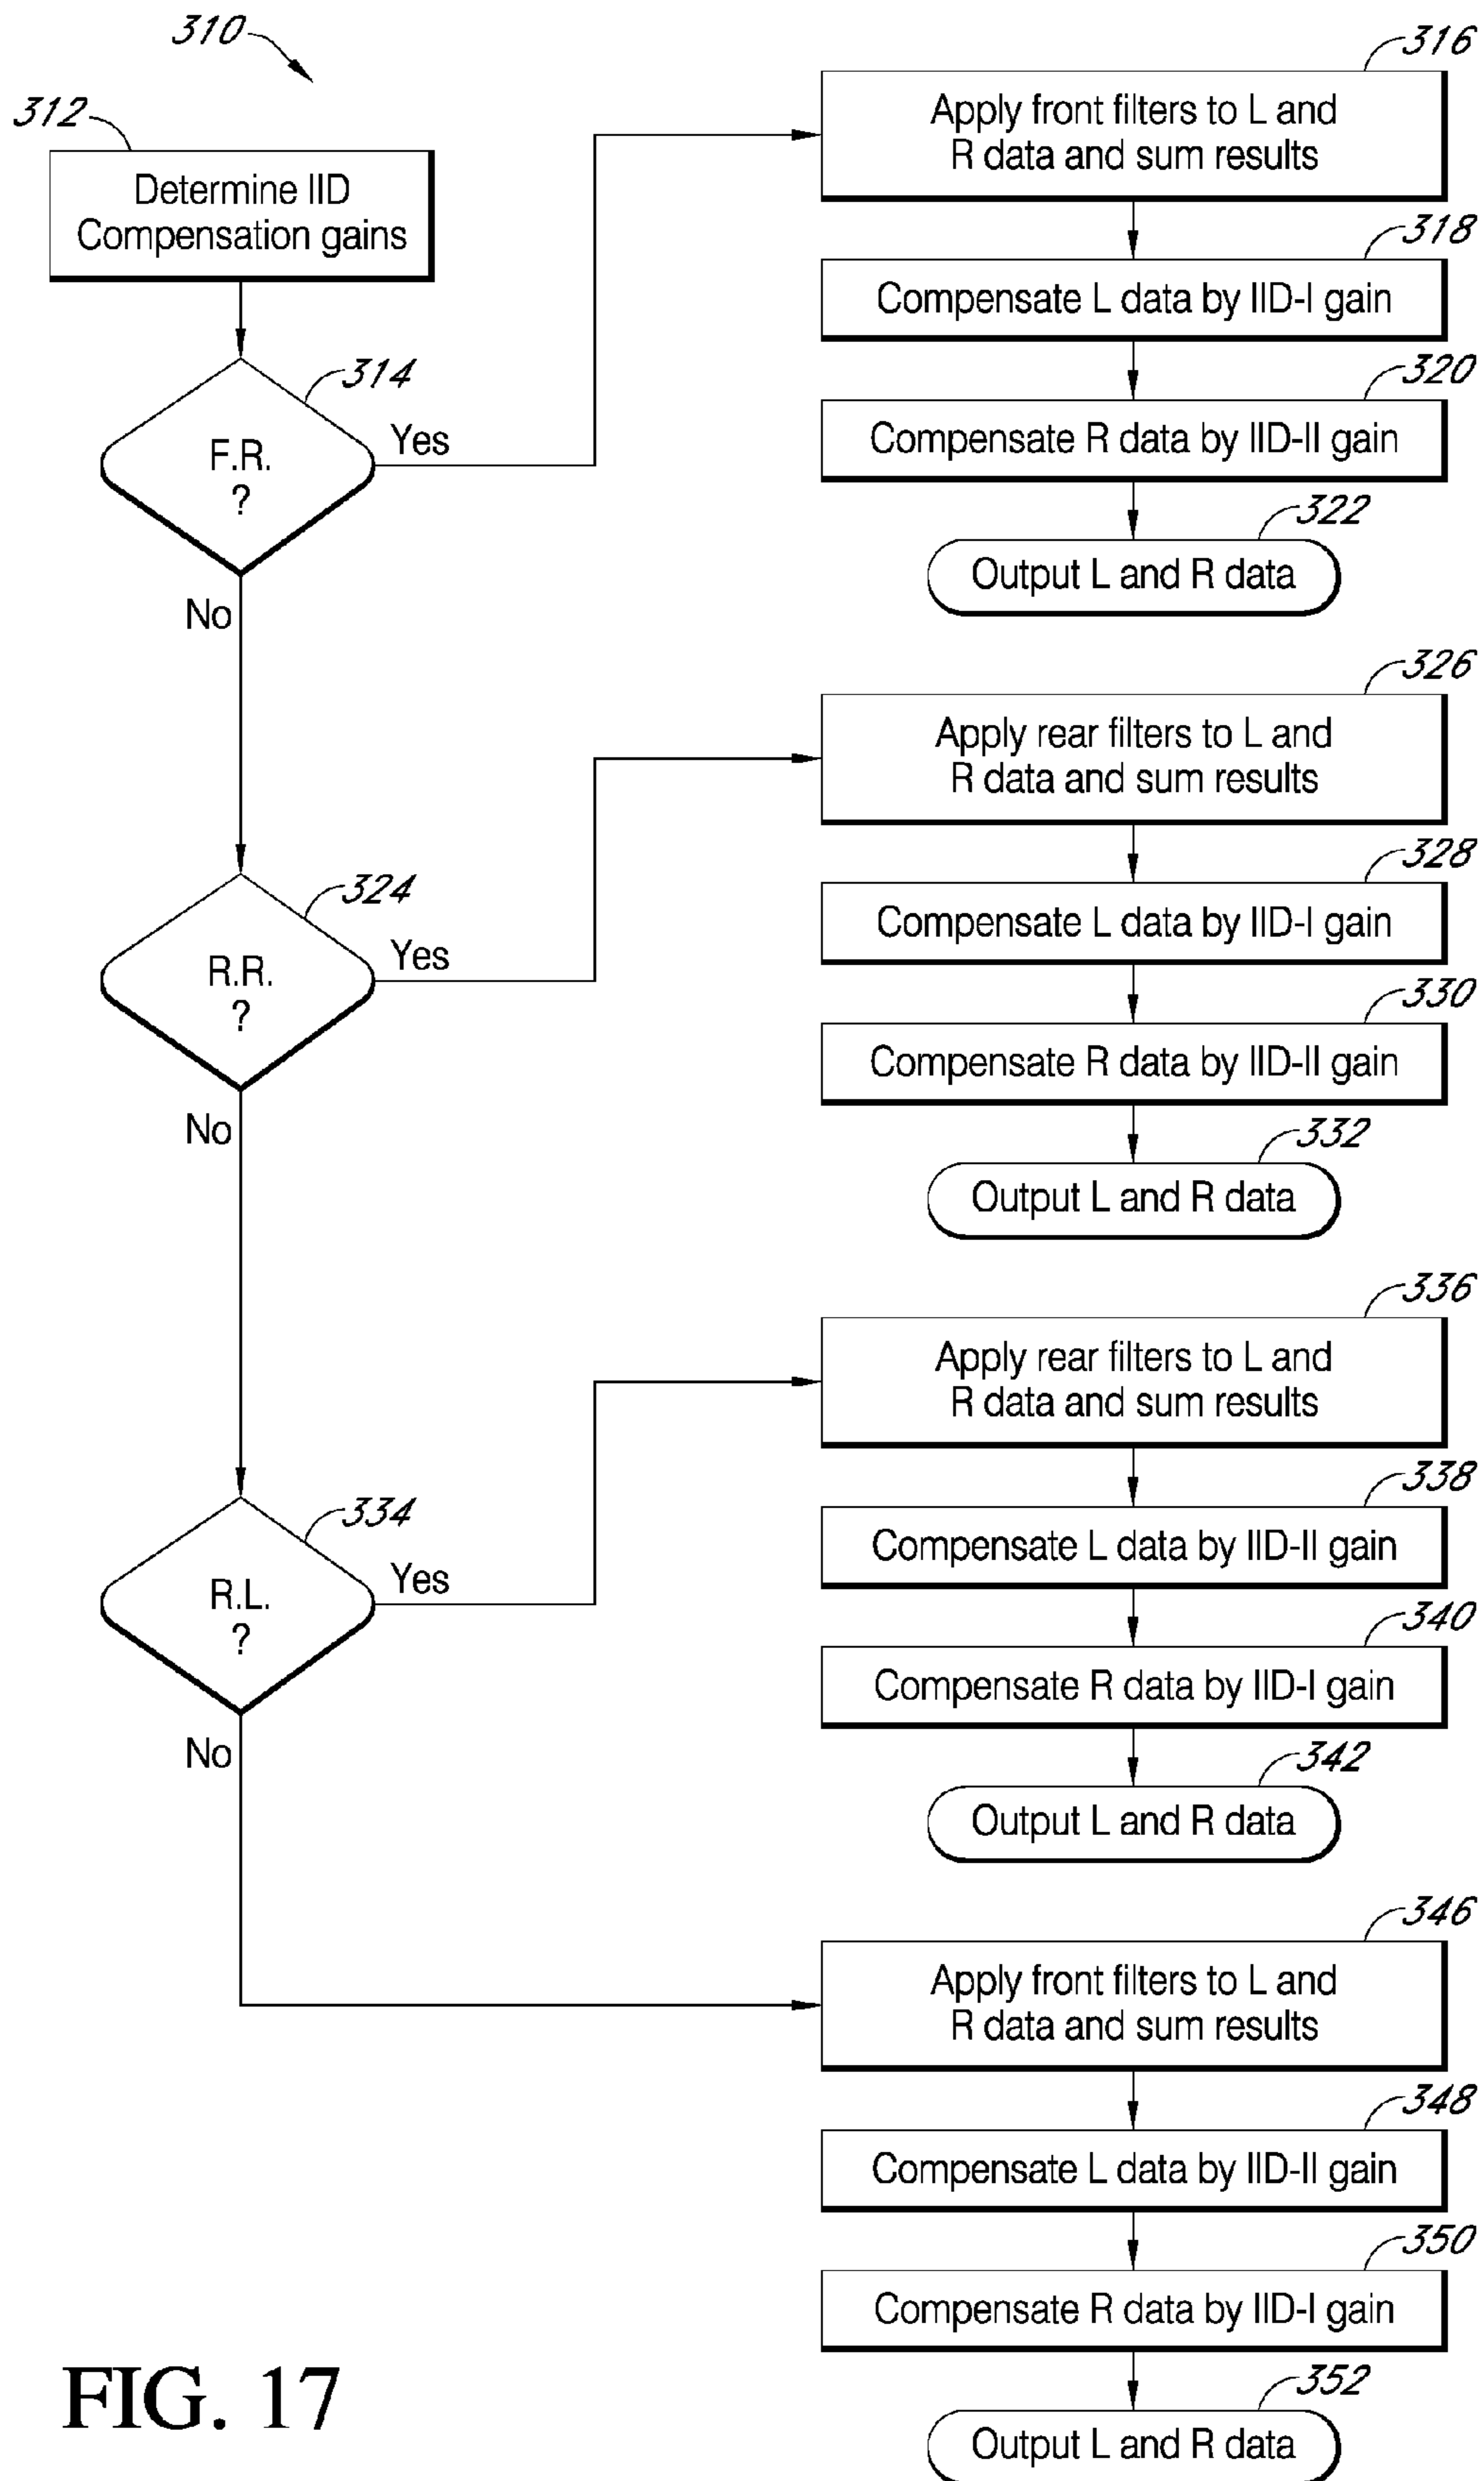 310
312
Determine IID
Compensation gains
314
F.R.
?
Yes
No
316
Apply front filters to L and
R data and sum results
318
Compensate L data by IID-I gain
320
Compensate R data by IID-II gain
322
Output L and R data
324
R.R.
?
Yes
No
326
Apply rear filters to L and
R data and sum results
328
Compensate L data by IID-I gain
330
Compensate R data by IID-II gain
332
Output L and R data
334
R.L.
?
Yes
No
336
Apply rear filters to L and
R data and sum results
338
Compensate L data by IID-II gain
340
Compensate R data by IID-I gain
342
Output L and R data
346
Apply front filters to L and
R data and sum results
348
Compensate L data by IID-II gain
350
Compensate R data by IID-I gain
352
Output L and R data
FIG. 17